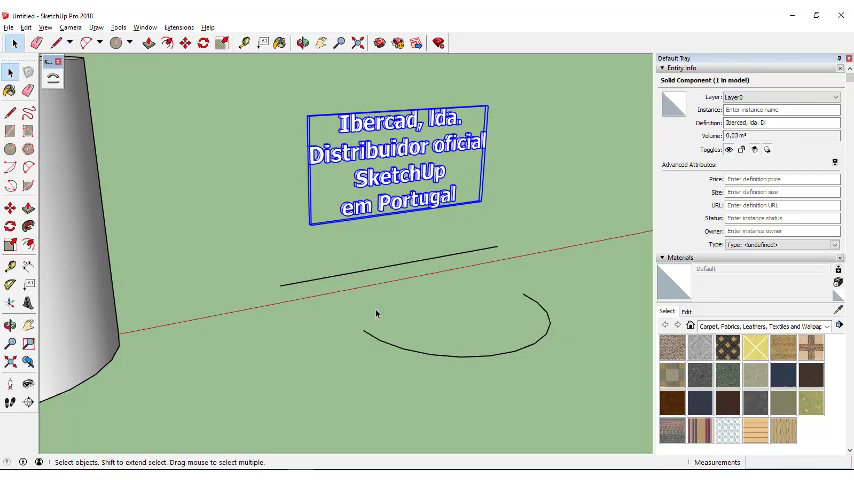 Untitled - SketchUp Pro 2018
File Edit View Camera Draw Tools Window Extensions Help
s...
Ibercad, lda.
Distribuidor oficial
SketchUp
em Portugal
Default Tray
Entity Info
Solid Component (1 in model)
Layer: Layer0
Instance: Enter instance name
Definition: Ibercad, lda. Di
Volume: 0,03 m³
Toggles:
Advanced Attributes:
Price: Enter definition price
Size: Enter definition size
URL: Enter definition URL
Status: Enter instance status
Owner: Enter instance owner
Type: Type: <undefined>
Materials
Default
Select Edit
Carpet, Fabrics, Leathers, Textiles and Wallpap
Select objects. Shift to extend select. Drag mouse to select multiple.
Measurements